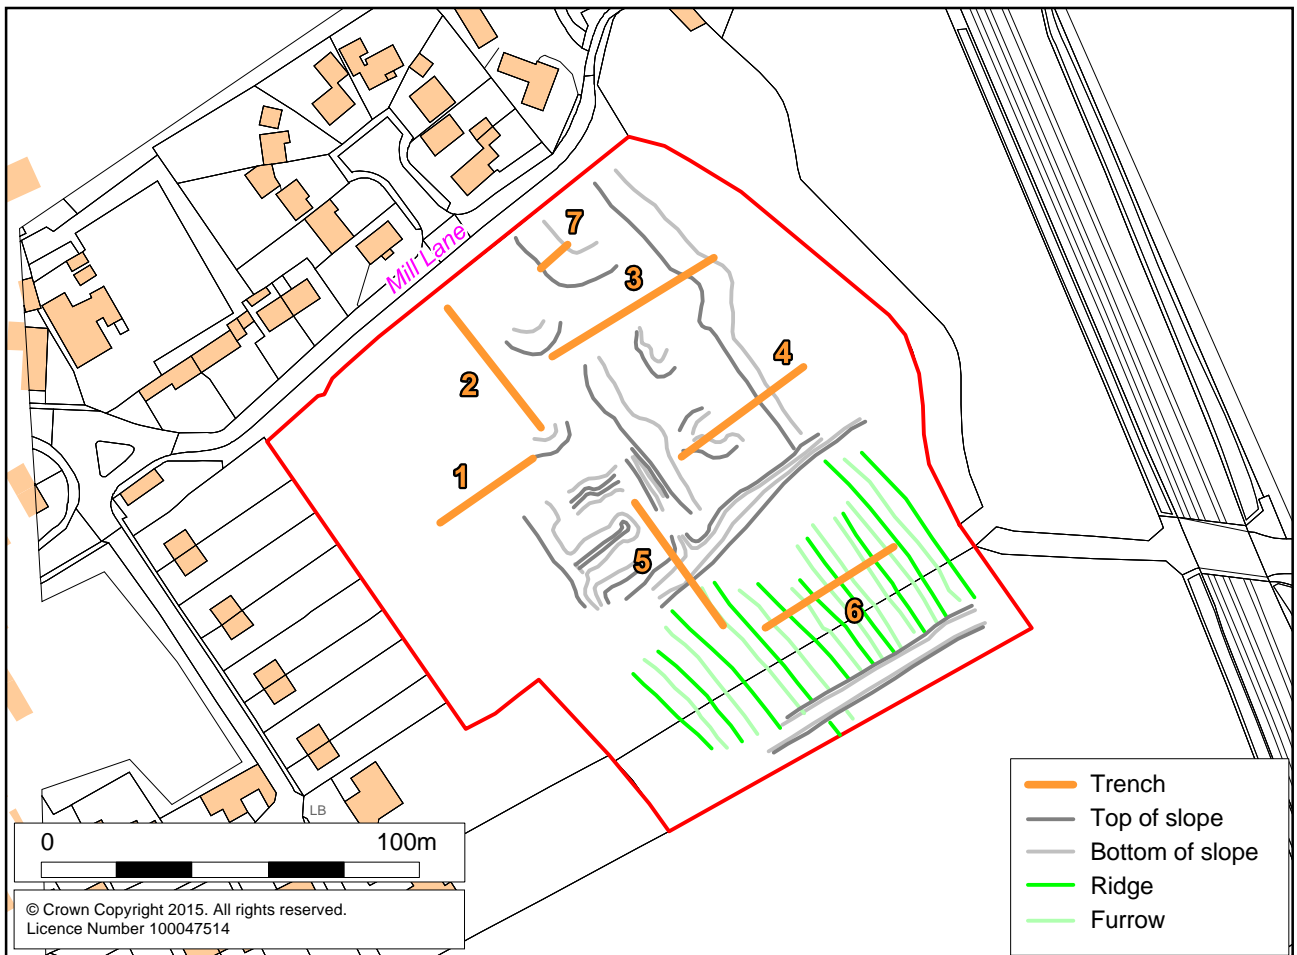 7
Mill Lane
3
4
2
1
5
6
LB
0 100m
© Crown Copyright 2015. All rights reserved.
Licence Number 100047514
Trench
Top of slope
Bottom of slope
Ridge
Furrow